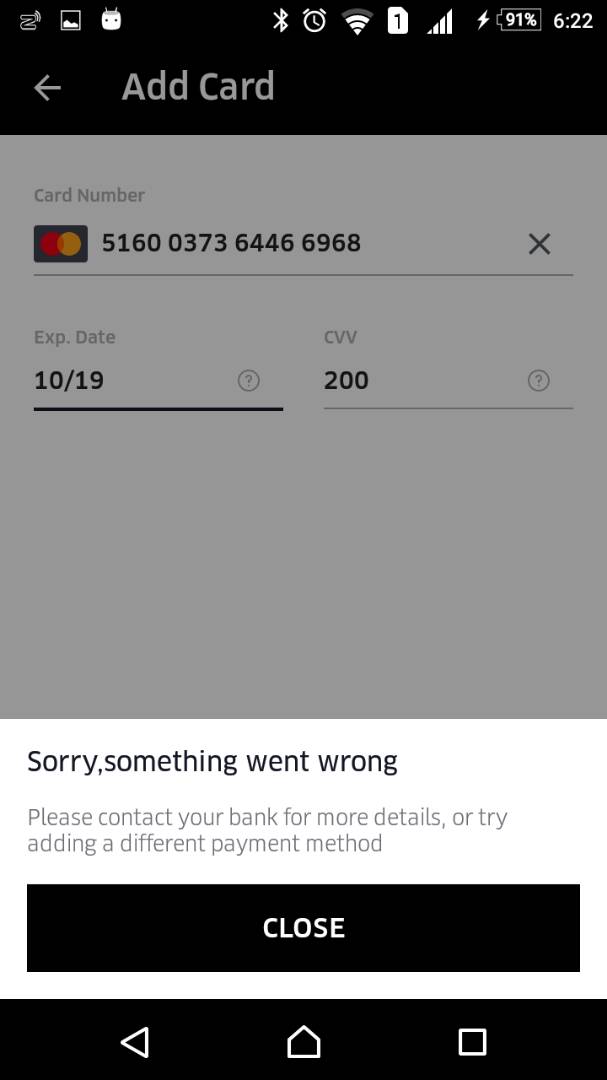 91% 6:22
1
Add Card
Card Number
5160 0373 6446 6968
Exp. Date
CVV
10/19 ?
200 ?
Sorry,something went wrong
Please contact your bank for more details, or try
adding a different payment method
CLOSE